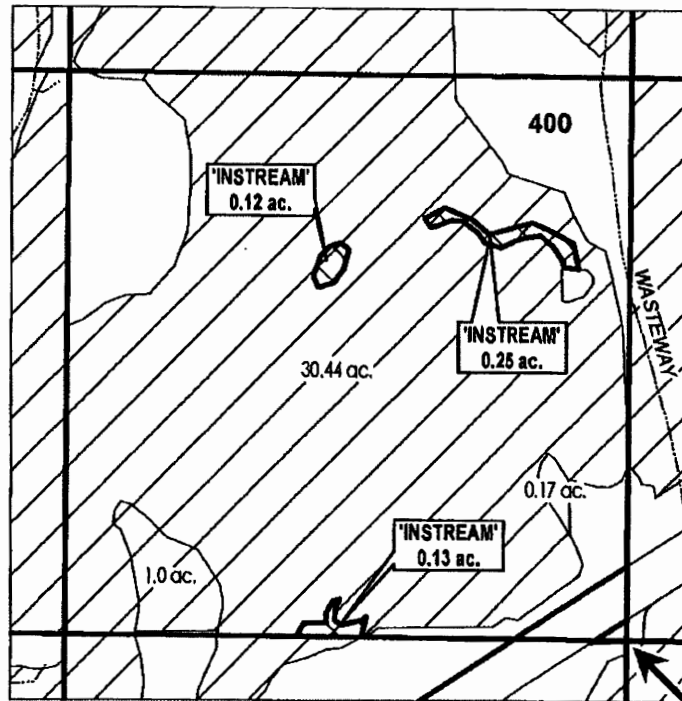 400
'INSTREAM'
0.12 ac.
WASTEWAY
'INSTREAM'
0.25 ac.
30.44 ac.
0.17 ac.
'INSTREAM'
0.13 ac.
1.0 ac.